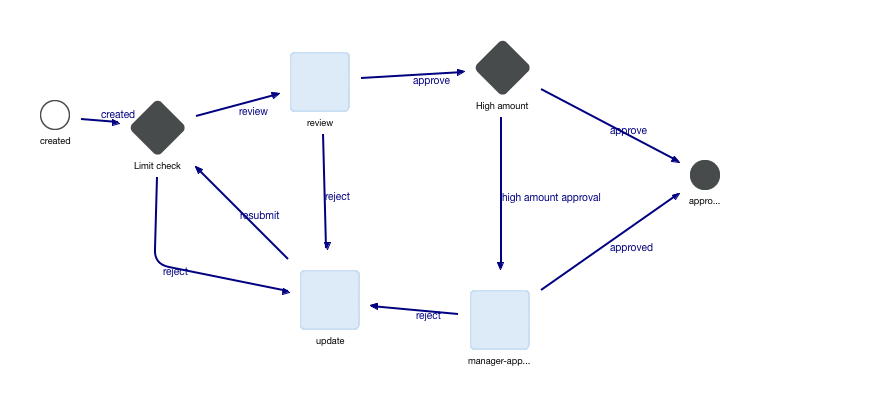 created
created
Limit check
review
review
approve
High amount
approve
appro...
reject
high amount approval
resubmit
approved
reject
update
reject
manager-app...